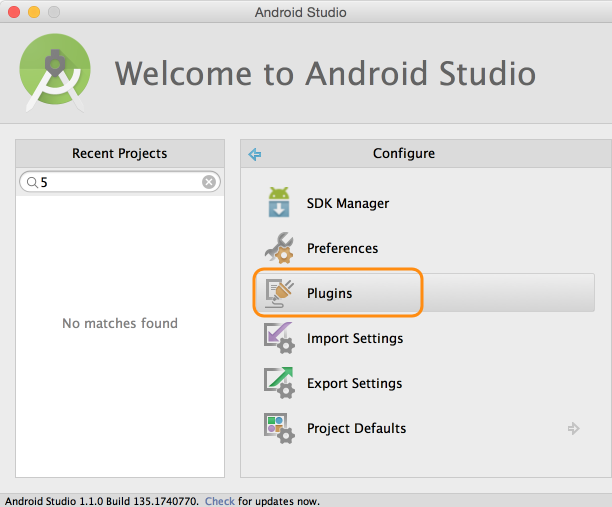 Android Studio
Welcome to Android Studio
Recent Projects
5
No matches found
Configure
SDK Manager
Preferences
Plugins
Import Settings
Export Settings
Project Defaults
Android Studio 1.1.0 Build 135.1740770. Check for updates now.